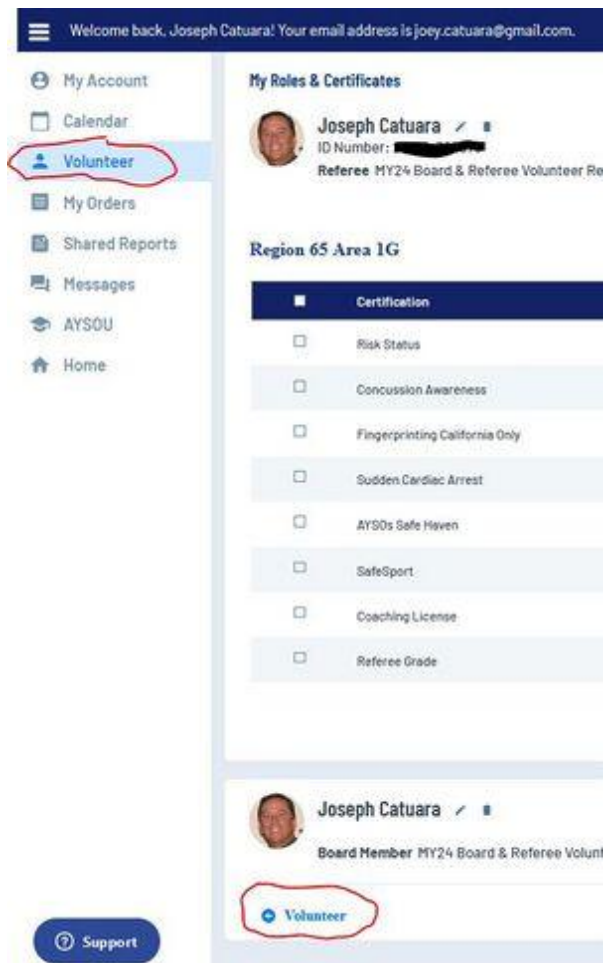 Welcome back, Joseph Catuara! Your email address is joey.catuara@gmail.com.
My Account
Calendar
Volunteer
My Orders
Shared Reports
Messages
AYSOU
Home
My Roles & Certificates
Joseph Catuara
ID Number:
Referee MY24 Board & Referee Volunteer Re
Region 65 Area 1G
Certification
Risk Status
Concussion Awareness
Fingerprinting California Only
Sudden Cardiac Arrest
AYSOs Safe Haven
SafeSport
Coaching License
Referee Grade
Joseph Catuara
Board Member MY24 Board & Referee Volunt
Volunteer
Support